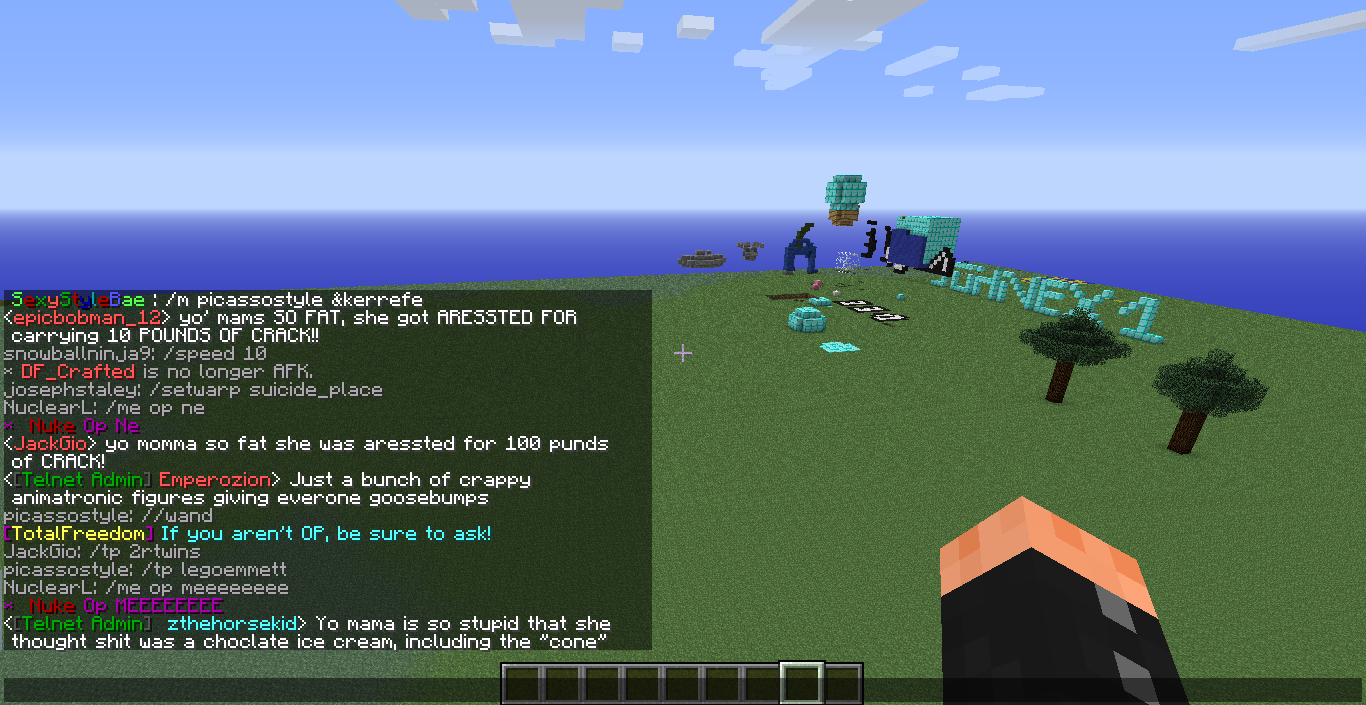 SexyStyleBae : /m picassostyle &kerrefe
<epicbobman_12> yo' mams SO FAT, she got ARESSTED FOR
carrying 10 POUNDS OF CRACK!!
snowballninja9: /speed 10
* DF_Crafted is no longer AFK.
josephstaley: /setwarp suicide_place
NuclearL: /me op ne
* Nuke Op Ne
<JackGio> yo momma so fat she was aressted for 100 punds
of CRACK!
<[Telnet Admin] Emperozion> Just a bunch of crappy
animatronic figures giving everone goosebumps
picassostyle: //wand
[TotalFreedom] If you aren't OP, be sure to ask!
JackGio: /tp 2rtwins
picassostyle: /tp legoemmett
NuclearL: /me op meeeeeeee
* Nuke Op MEEEEEEEE
<[Telnet Admin] zthehorsekid> Yo mama is so stupid that she
thought shit was a choclate ice cream, including the "cone"